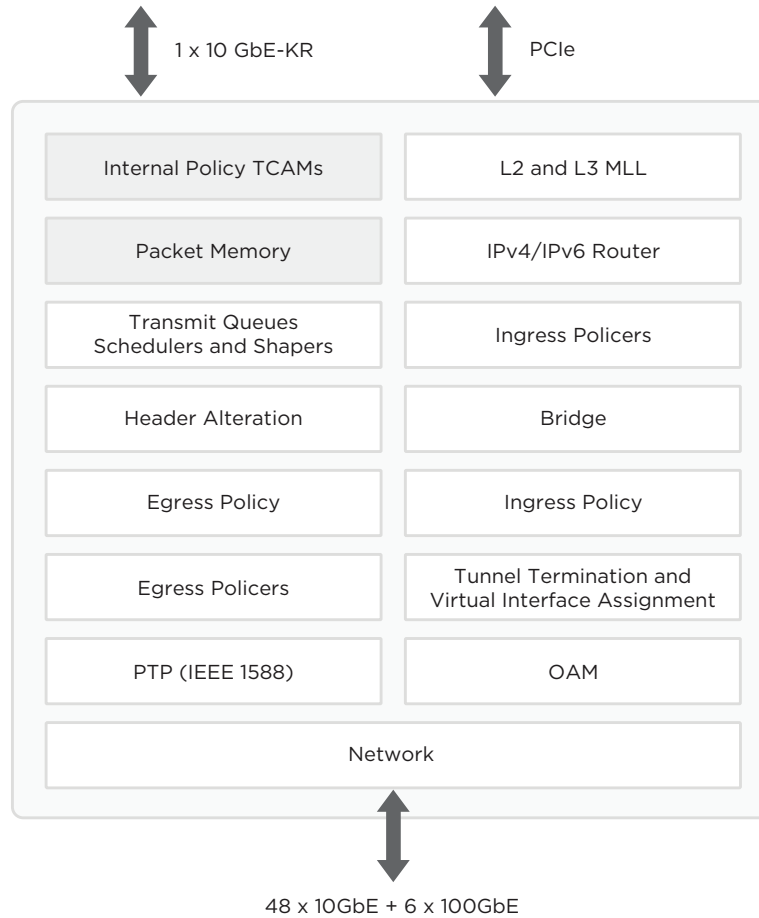 1 x 10 GbE-KR
PCIe
Internal Policy TCAMs
L2 and L3 MLL
Packet Memory
IPv4/IPv6 Router
Transmit Queues
Schedulers and Shapers
Ingress Policers
Header Alteration
Bridge
Egress Policy
Ingress Policy
Egress Policers
Tunnel Termination and
Virtual Interface Assignment
PTP (IEEE 1588)
OAM
Network
48 x 10GbE + 6 x 100GbE